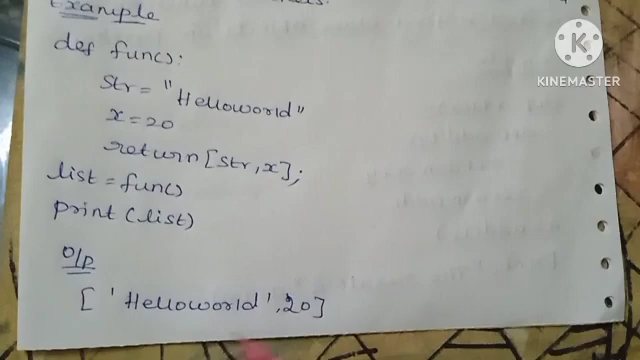 Example
def func():
str = "Helloworld"
x = 20
return [str, x];
list = func()
print (list)
O/P
[ 'Helloworld', 20]
K
KINEMASTER